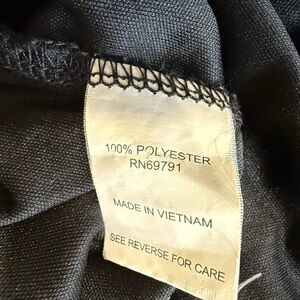 100% POLYESTER
RN69791
MADE IN VIETNAM
SEE REVERSE FOR CARE